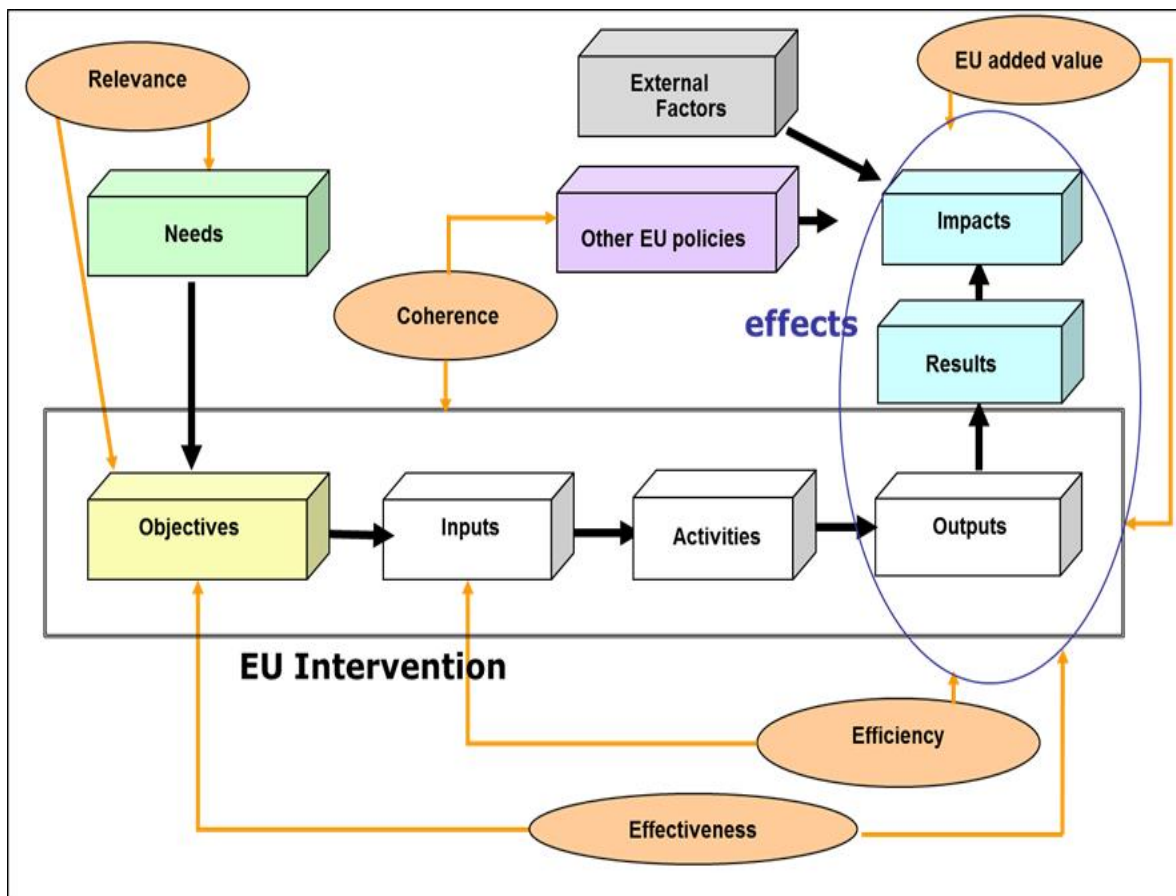 Relevance
External
Factors
EU added value
Needs
Other EU policies
Impacts
Coherence
effects
Results
Objectives
Inputs
Activities
Outputs
EU Intervention
Efficiency
Effectiveness